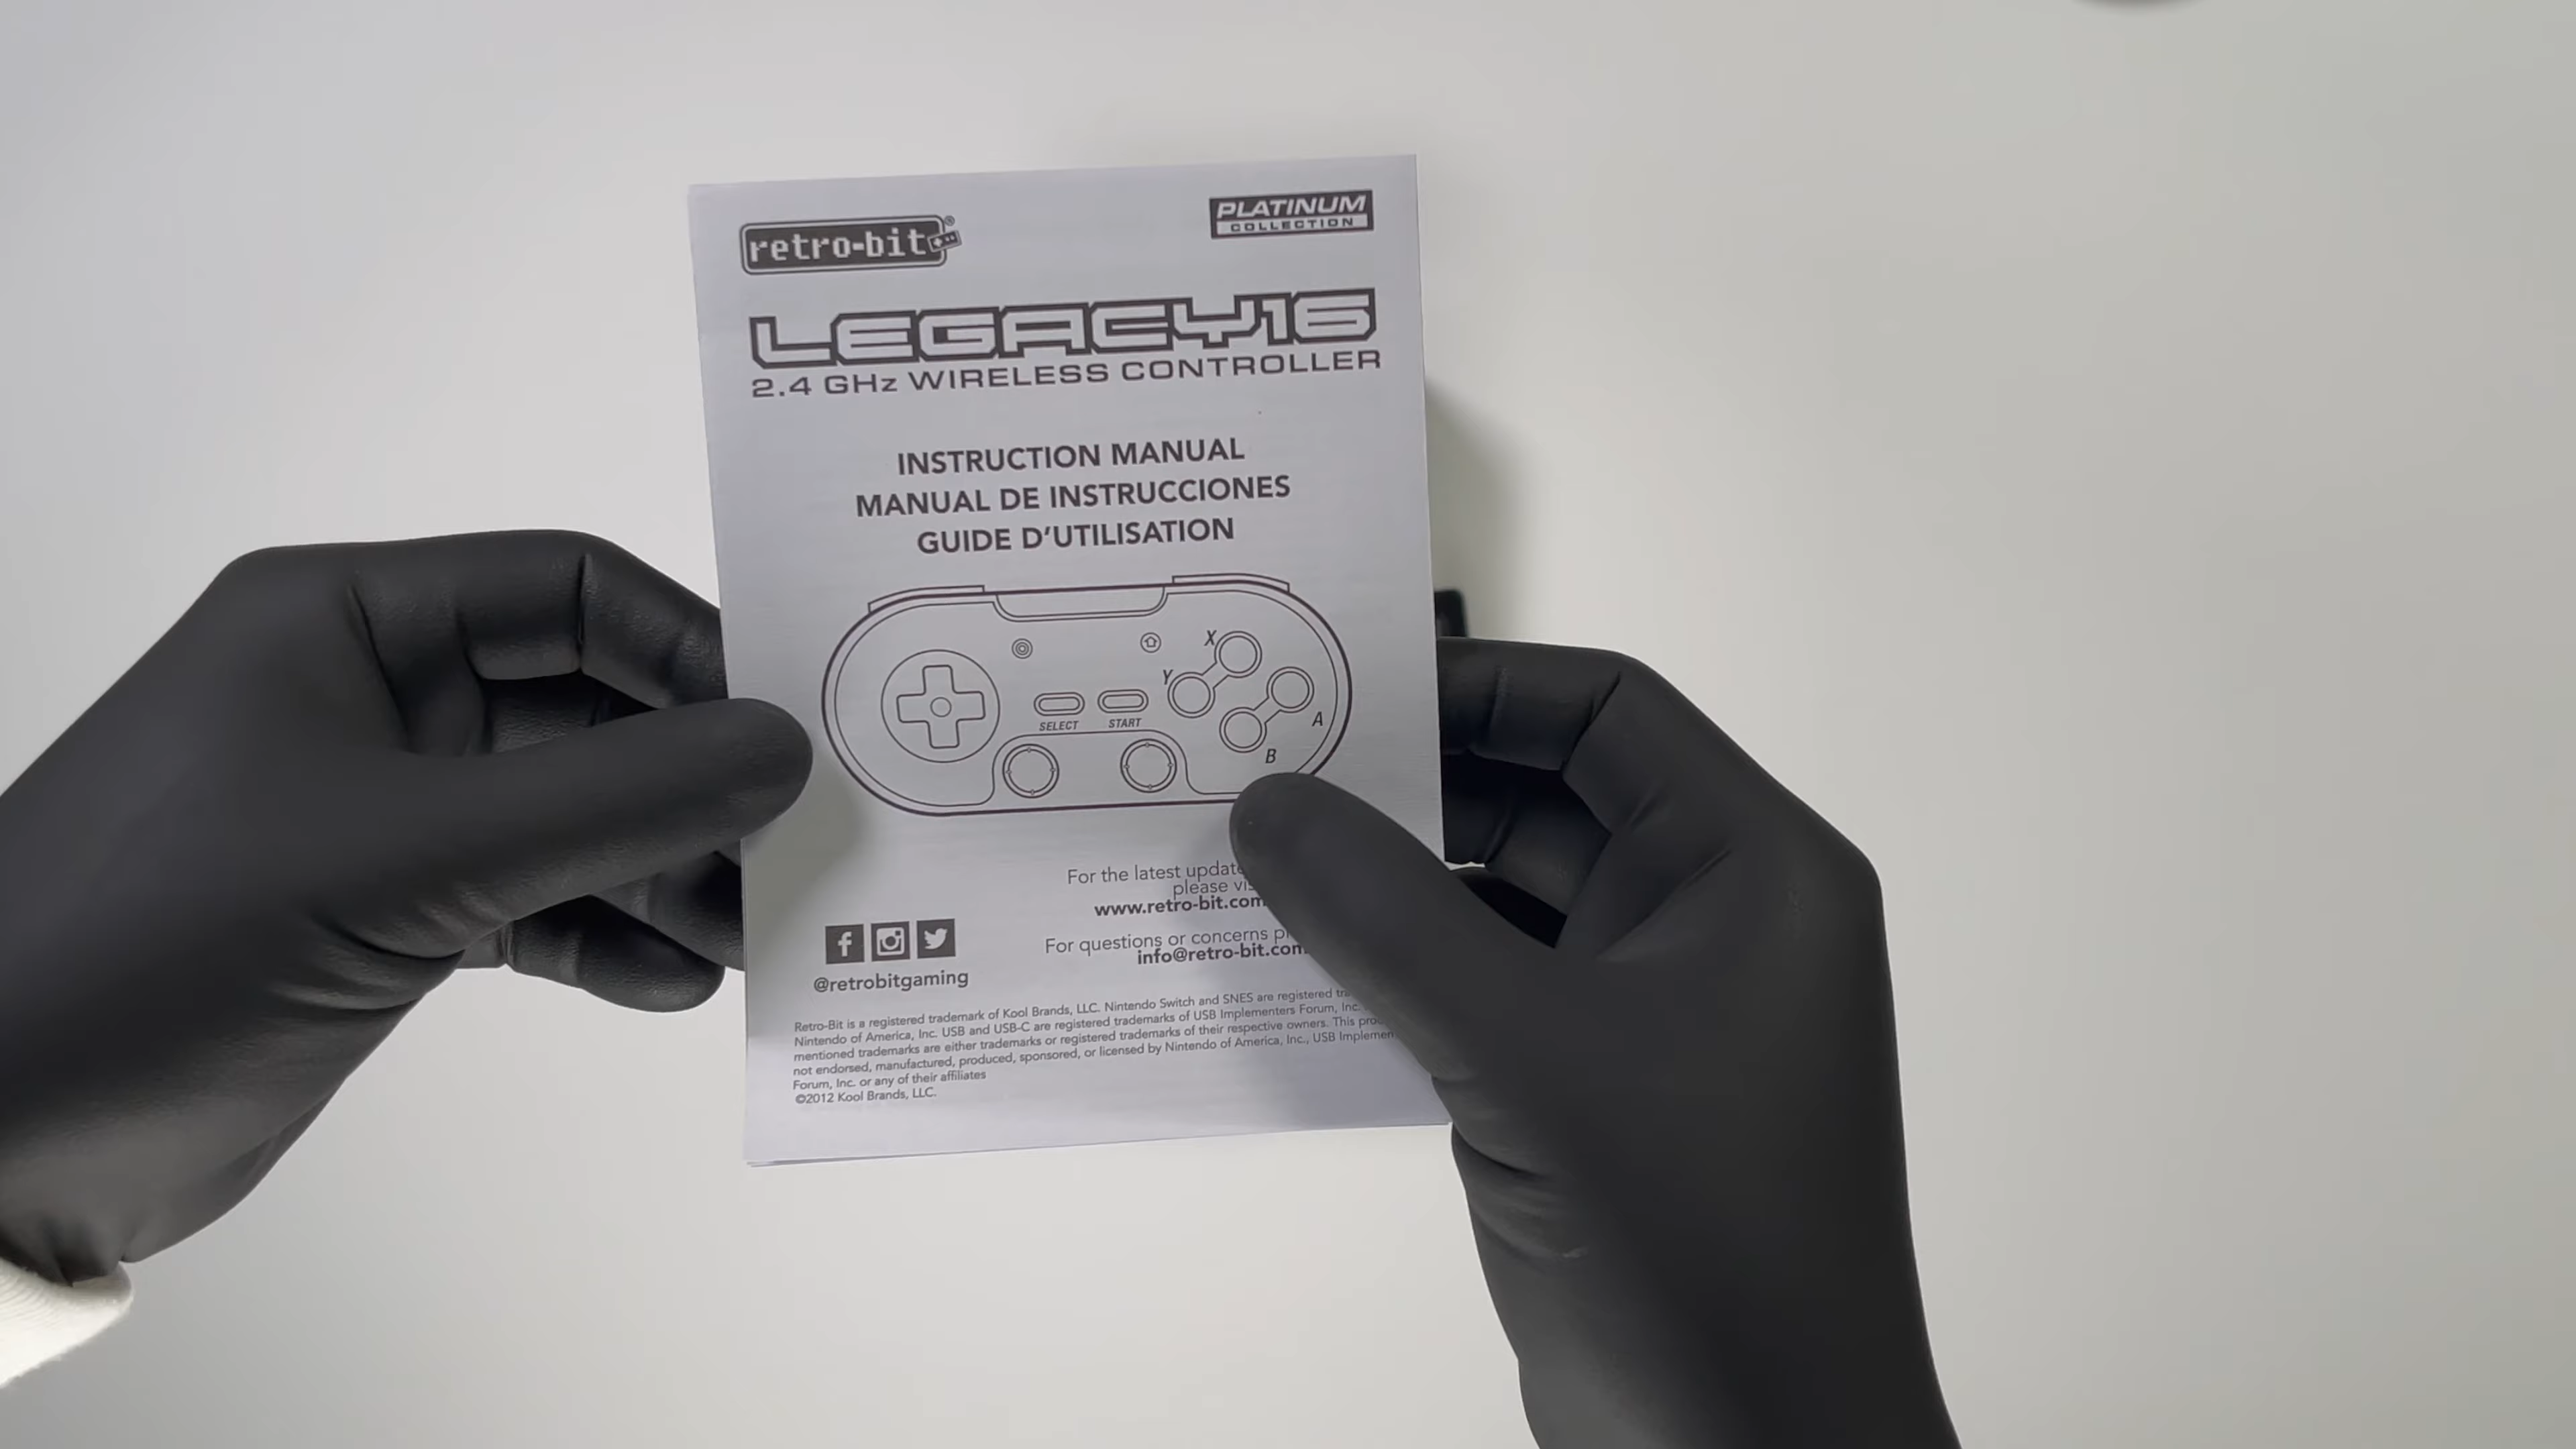 retro-bit®
PLATINUM
COLLECTION
LEGACY16
2.4 GHz WIRELESS CONTROLLER
INSTRUCTION MANUAL
MANUAL DE INSTRUCCIONES
GUIDE D'UTILISATION
X
Y
A
B
SELECT
START
For the latest
please
www.retro-bit.com
For questions or concerns
info@retro-bit.com
@retrobitgaming
Retro-Bit is a registered trademark of Kool Brands, LLC. Nintendo Switch and SNES are registered
Nintendo of America, Inc. USB and USB-C are registered trademarks of USB Implementers Forum, Inc.
mentioned trademarks are either trademarks or registered trademarks of their respective owners. This
not endorsed, manufactured, produced, sponsored, or licensed by Nintendo of America, Inc., USB
Forum, Inc. or any of their affiliates
©2012 Kool Brands, LLC.